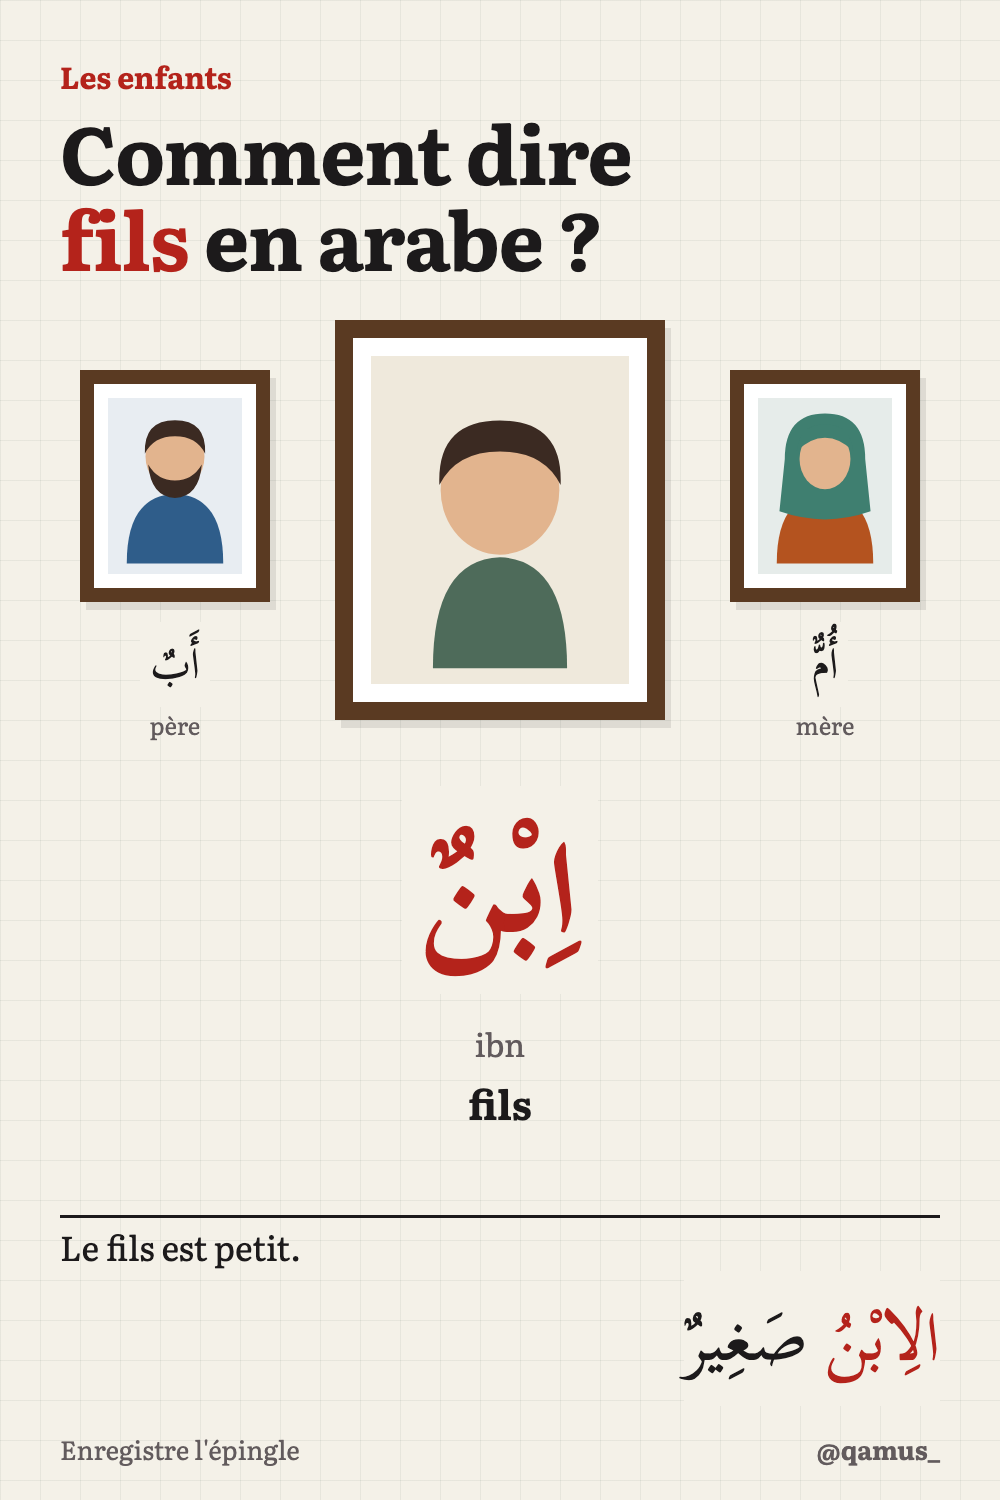 Les enfants
Comment dire
fils en arabe ?
أَبٌ
père
أُمٌّ
mère
اِبْنٌ
ibn
fils
Le fils est petit.
الِابْنُ صَغِيرٌ
Enregistre l'épingle
@qamus_